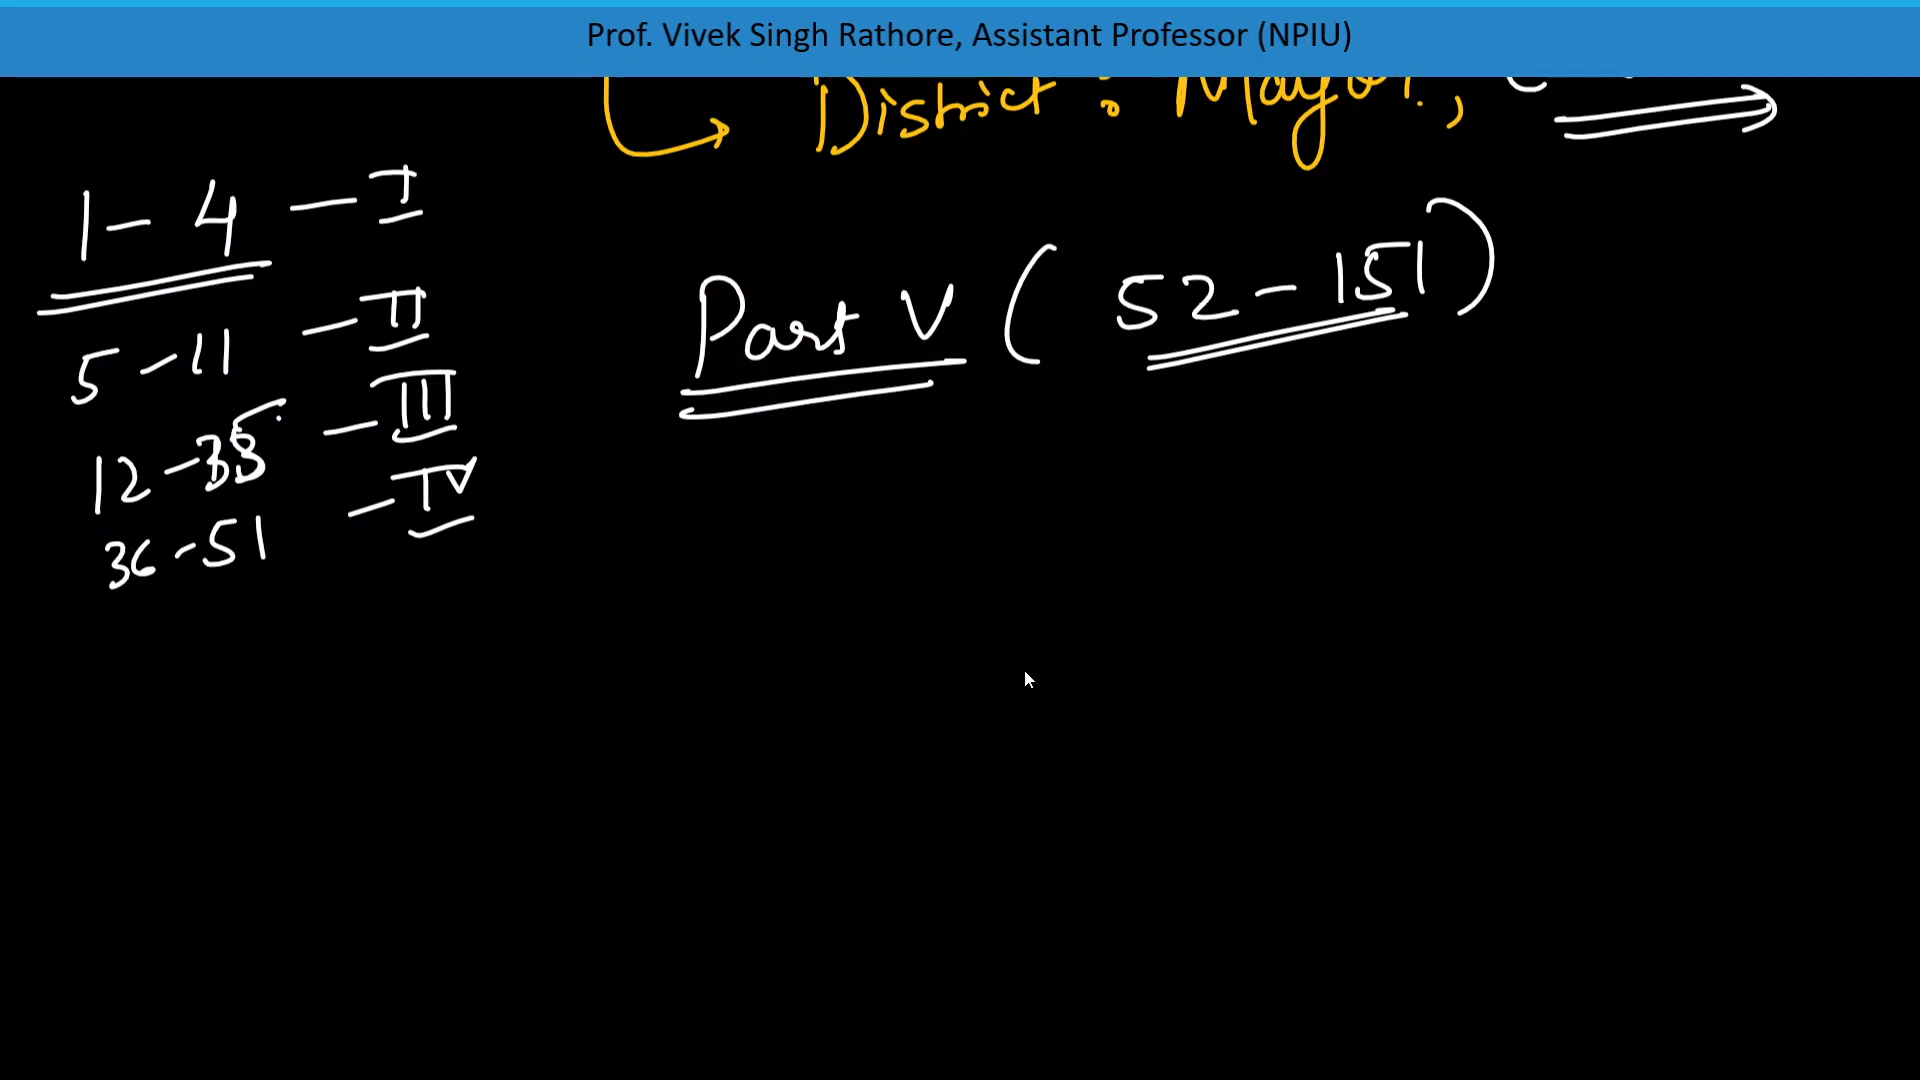 Prof. Vivek Singh Rathore, Assistant Professor (NPIU)
District : Mayor,
1 - 4 - I
5 - 11 - II
12 - 35 - III
36 - 51 - IV
Part V ( 52 - 151 )